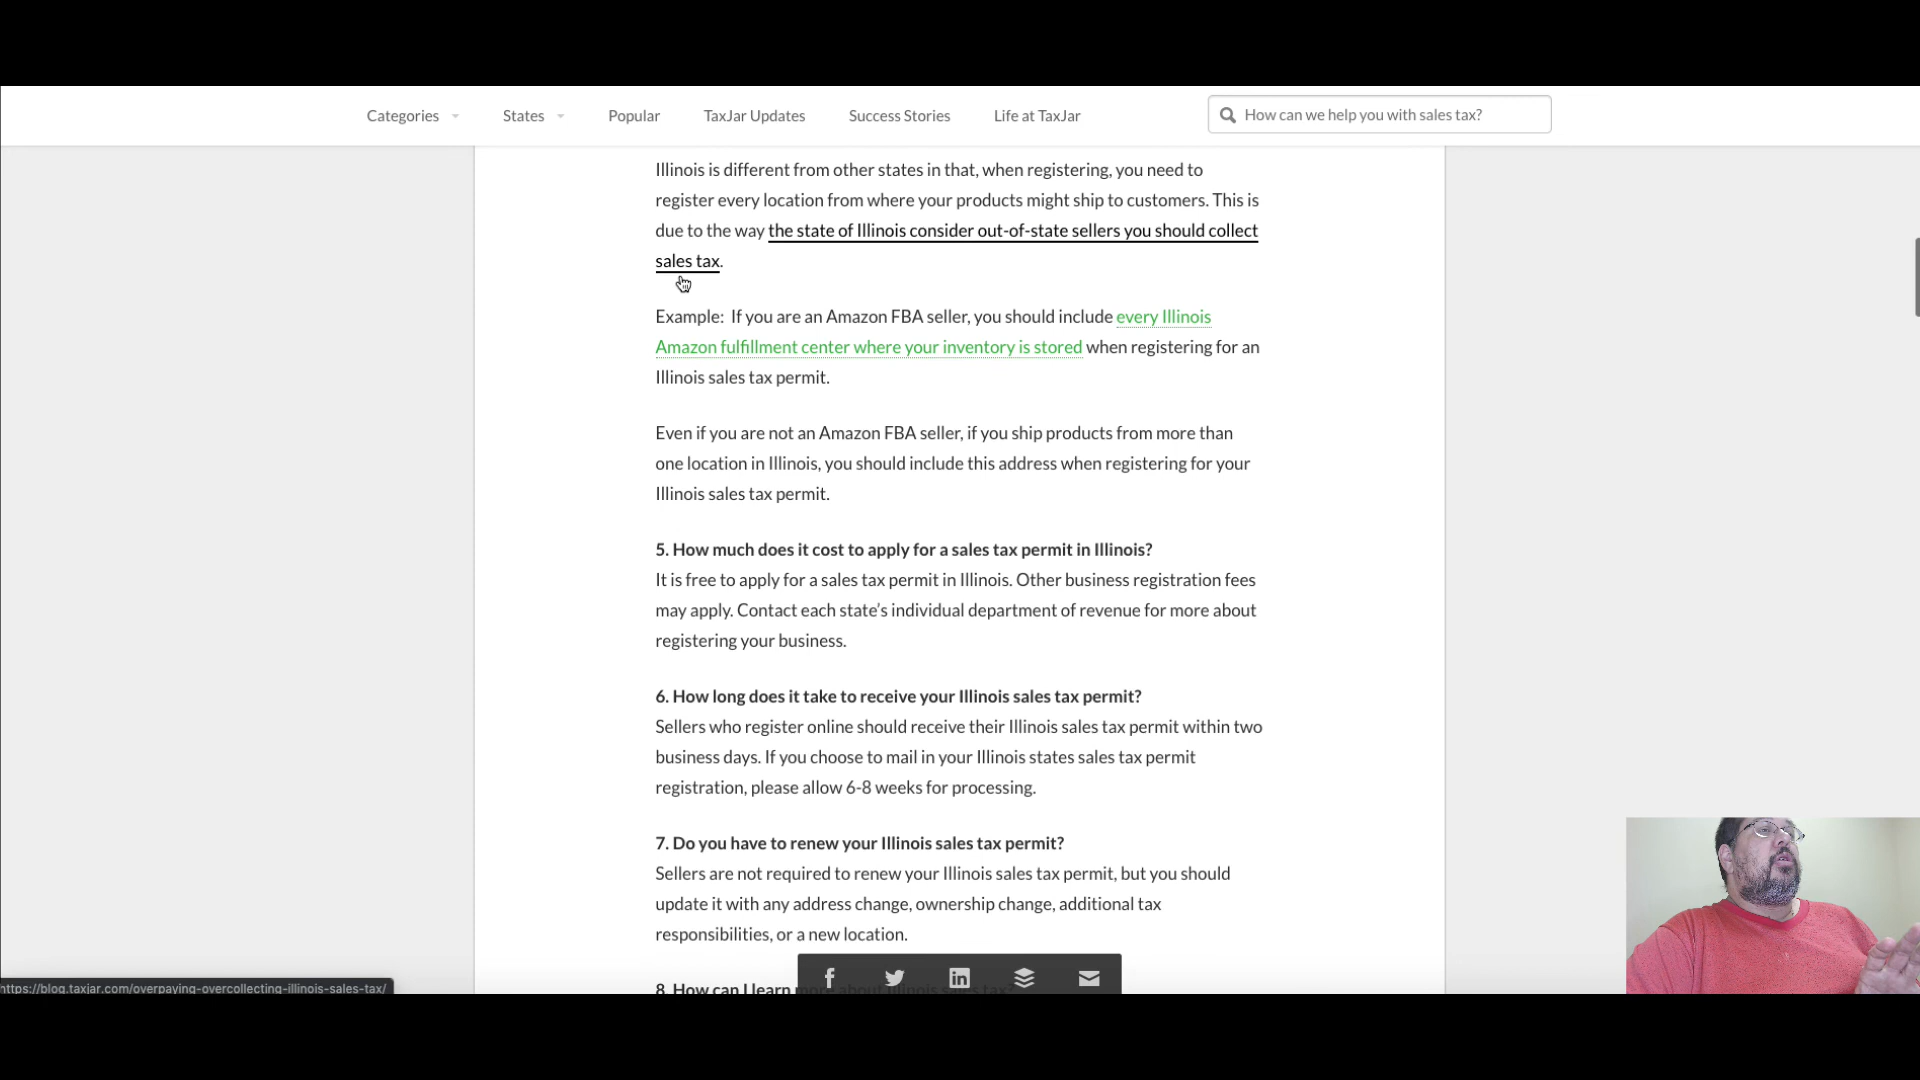 Categories States Popular TaxJar Updates Success Stories Life at TaxJar How can we help you with sales tax?
Illinois is different from other states in that, when registering, you need to
register every location from where your products might ship to customers. This is
due to the way the state of Illinois consider out-of-state sellers you should collect
sales tax.
Example: If you are an Amazon FBA seller, you should include every Illinois
Amazon fulfillment center where your inventory is stored when registering for an
Illinois sales tax permit.
Even if you are not an Amazon FBA seller, if you ship products from more than
one location in Illinois, you should include this address when registering for your
Illinois sales tax permit.
5. How much does it cost to apply for a sales tax permit in Illinois?
It is free to apply for a sales tax permit in Illinois. Other business registration fees
may apply. Contact each state’s individual department of revenue for more about
registering your business.
6. How long does it take to receive your Illinois sales tax permit?
Sellers who register online should receive their Illinois sales tax permit within two
business days. If you choose to mail in your Illinois states sales tax permit
registration, please allow 6-8 weeks for processing.
7. Do you have to renew your Illinois sales tax permit?
Sellers are not required to renew your Illinois sales tax permit, but you should
update it with any address change, ownership change, additional tax
responsibilities, or a new location.
8. How can I learn more about Illinois sales tax?
https://blog.taxjar.com/overpaying-overcollecting-illinois-sales-tax/